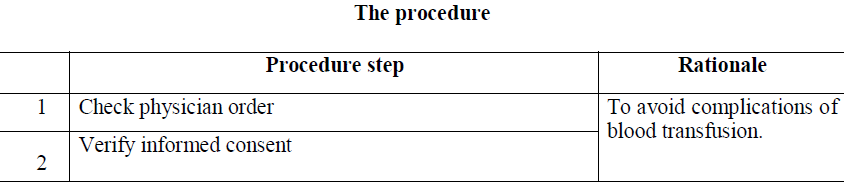 The procedure
Procedure step
Rationale
1
Check physician order
To avoid complications of
blood transfusion.
2
Verify informed consent